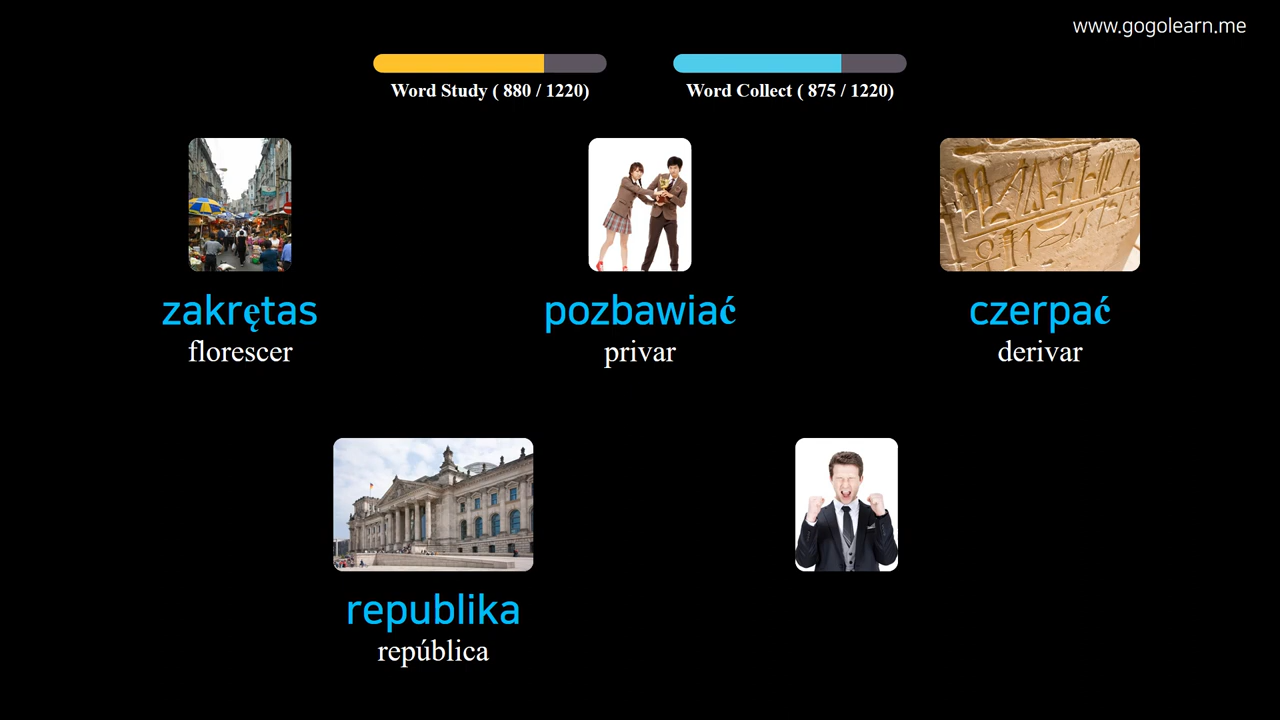 www.gogolearn.me
Word Study ( 880 / 1220)
Word Collect ( 875 / 1220)
zakrętas
pozbawiać
czerpać
florescer
privar
derivar
republika
república